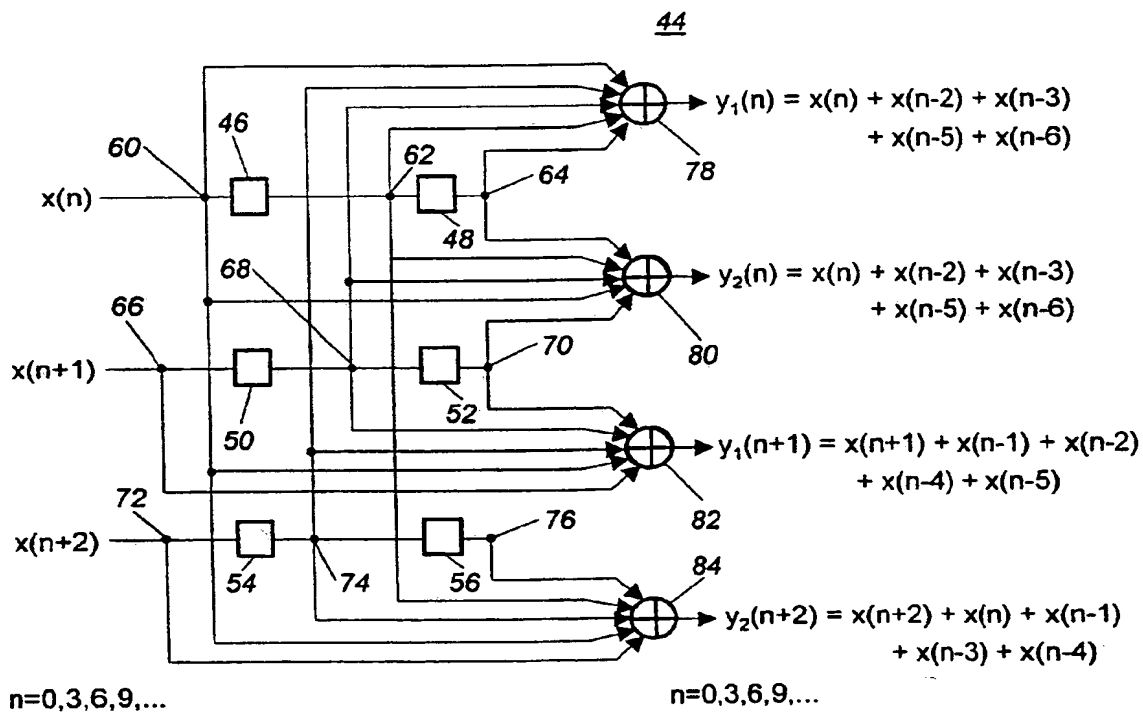 44
y₁(n) = x(n) + x(n-2) + x(n-3)
+ x(n-5) + x(n-6)
46
60
62
64
78
x(n)
48
y₂(n) = x(n) + x(n-2) + x(n-3)
+ x(n-5) + x(n-6)
68
66
70
80
x(n+1)
50
52
y₁(n+1) = x(n+1) + x(n-1) + x(n-2)
+ x(n-4) + x(n-5)
72
76
82
x(n+2)
54
74
56
84
y₂(n+2) = x(n+2) + x(n) + x(n-1)
+ x(n-3) + x(n-4)
n=0,3,6,9,...
n=0,3,6,9,...